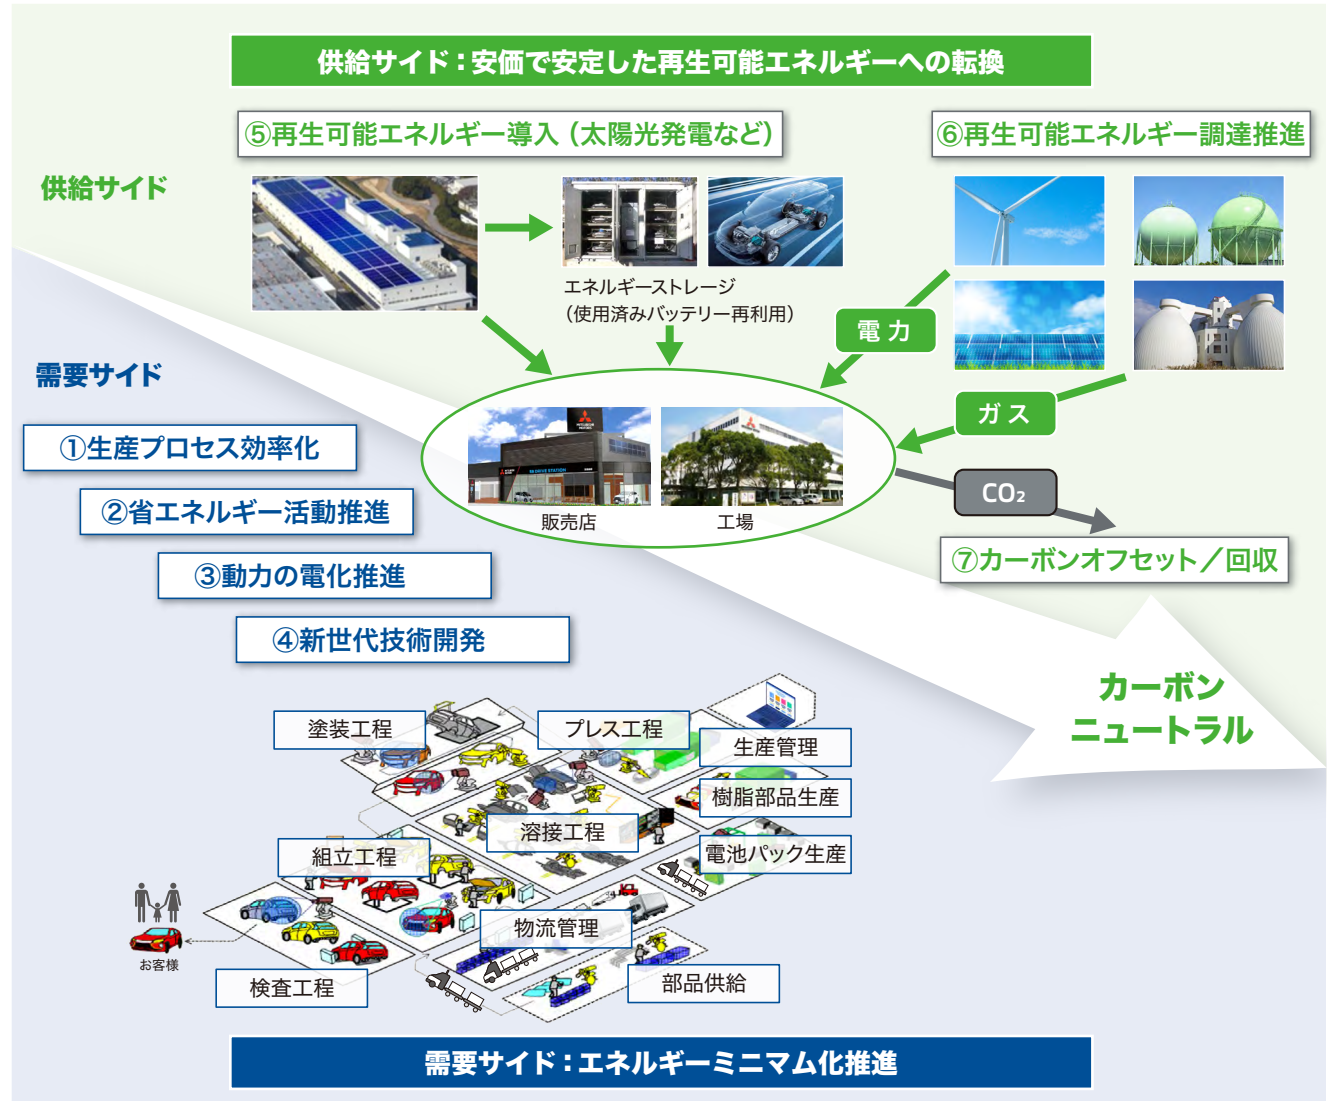 供給サイド：安価で安定した再生可能エネルギーへの転換
⑤再生可能エネルギー導入（太陽光発電など）
⑥再生可能エネルギー調達推進
供給サイド
エネルギーストレージ
（使用済みバッテリー再利用）
電力
需要サイド
ガス
①生産プロセス効率化
CO₂
②省エネルギー活動推進
販売店
工場
③動力の電化推進
⑦カーボンオフセット／回収
④新世代技術開発
カーボン
ニュートラル
塗装工程
プレス工程
生産管理
樹脂部品生産
溶接工程
組立工程
電池パック生産
物流管理
お客様
検査工程
部品供給
需要サイド：エネルギーミニマム化推進